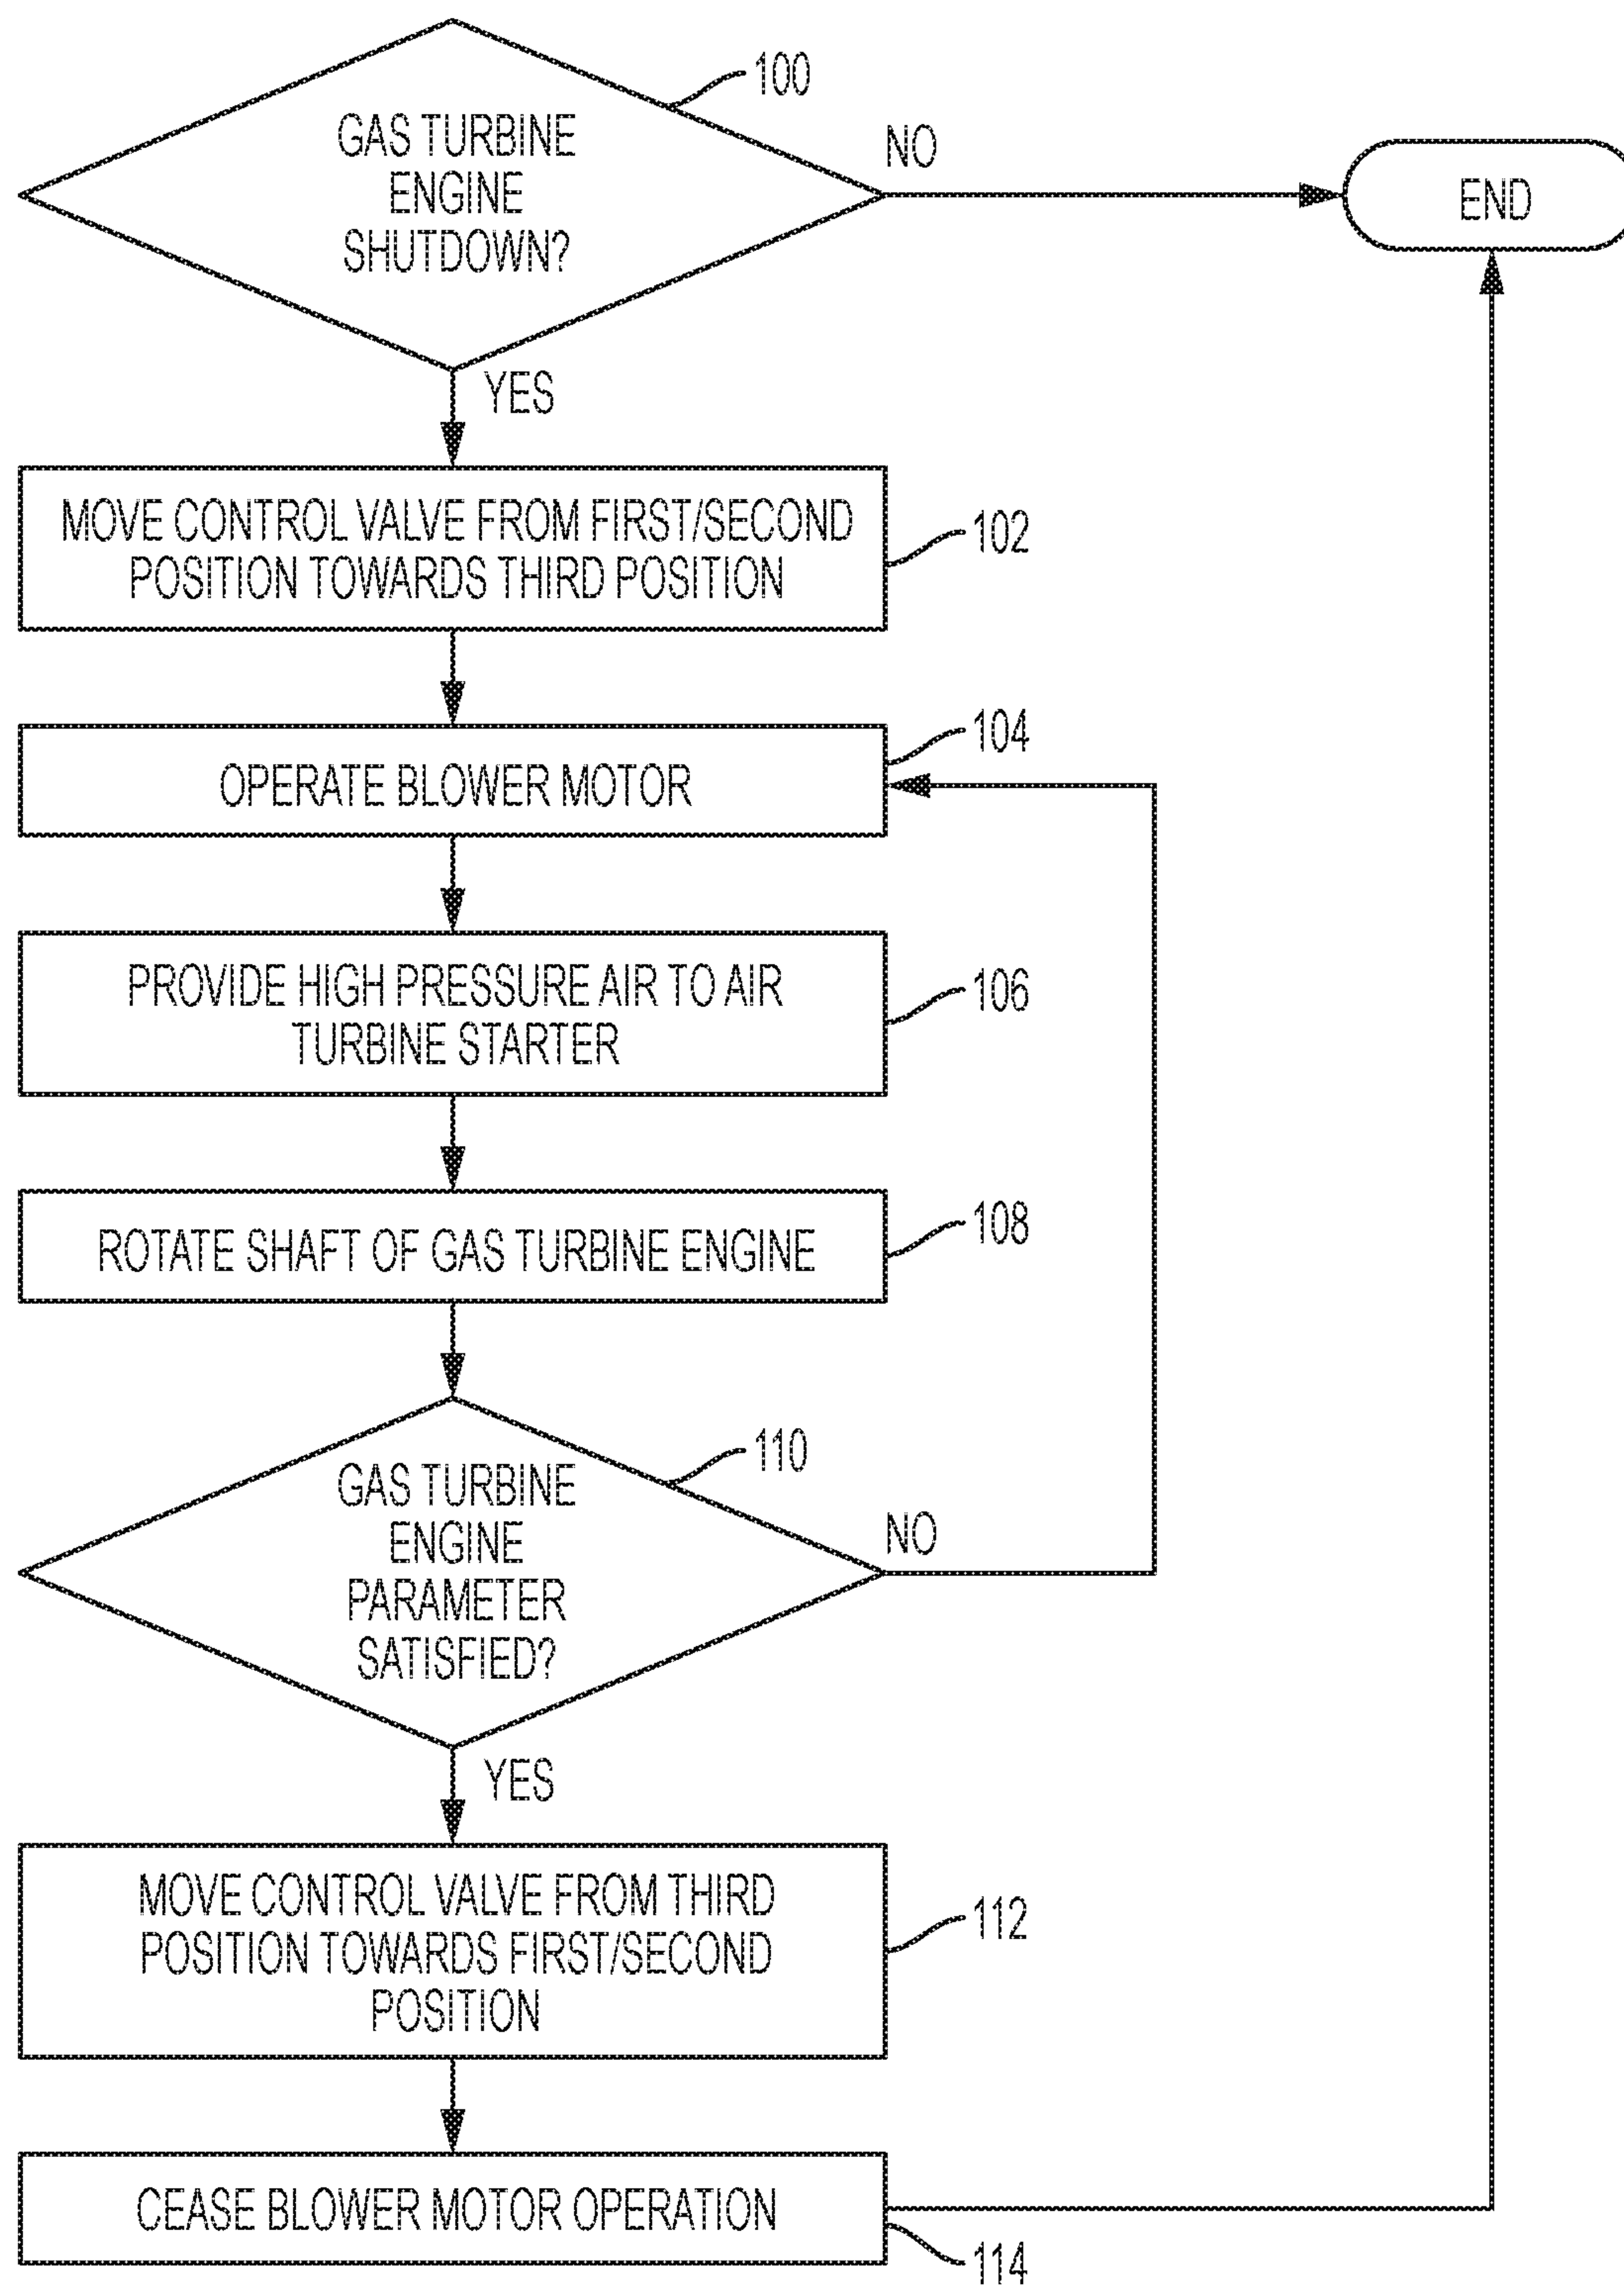 100
GAS TURBINE
ENGINE
SHUTDOWN?
NO
END
YES
MOVE CONTROL VALVE FROM FIRST/SECOND
POSITION TOWARDS THIRD POSITION
102
104
OPERATE BLOWER MOTOR
PROVIDE HIGH PRESSURE AIR TO AIR
TURBINE STARTER
106
ROTATE SHAFT OF GAS TURBINE ENGINE
108
110
GAS TURBINE
ENGINE
PARAMETER
SATISFIED?
NO
YES
MOVE CONTROL VALVE FROM THIRD
POSITION TOWARDS FIRST/SECOND
POSITION
112
CEASE BLOWER MOTOR OPERATION
114